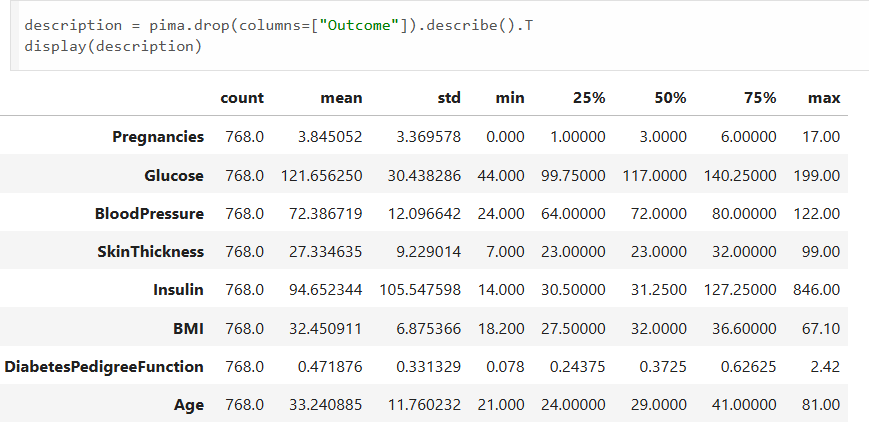 description = pima.drop(columns=["Outcome"]).describe().T
display(description)
count mean std min 25% 50% 75% max
Pregnancies 768.0 3.845052 3.369578 0.000 1.00000 3.0000 6.00000 17.00
Glucose 768.0 121.656250 30.438286 44.000 99.75000 117.0000 140.25000 199.00
BloodPressure 768.0 72.386719 12.096642 24.000 64.00000 72.0000 80.00000 122.00
SkinThickness 768.0 27.334635 9.229014 7.000 23.00000 23.0000 32.00000 99.00
Insulin 768.0 94.652344 105.547598 14.000 30.50000 31.2500 127.25000 846.00
BMI 768.0 32.450911 6.875366 18.200 27.50000 32.0000 36.60000 67.10
DiabetesPedigreeFunction 768.0 0.471876 0.331329 0.078 0.24375 0.3725 0.62625 2.42
Age 768.0 33.240885 11.760232 21.000 24.00000 29.0000 41.00000 81.00